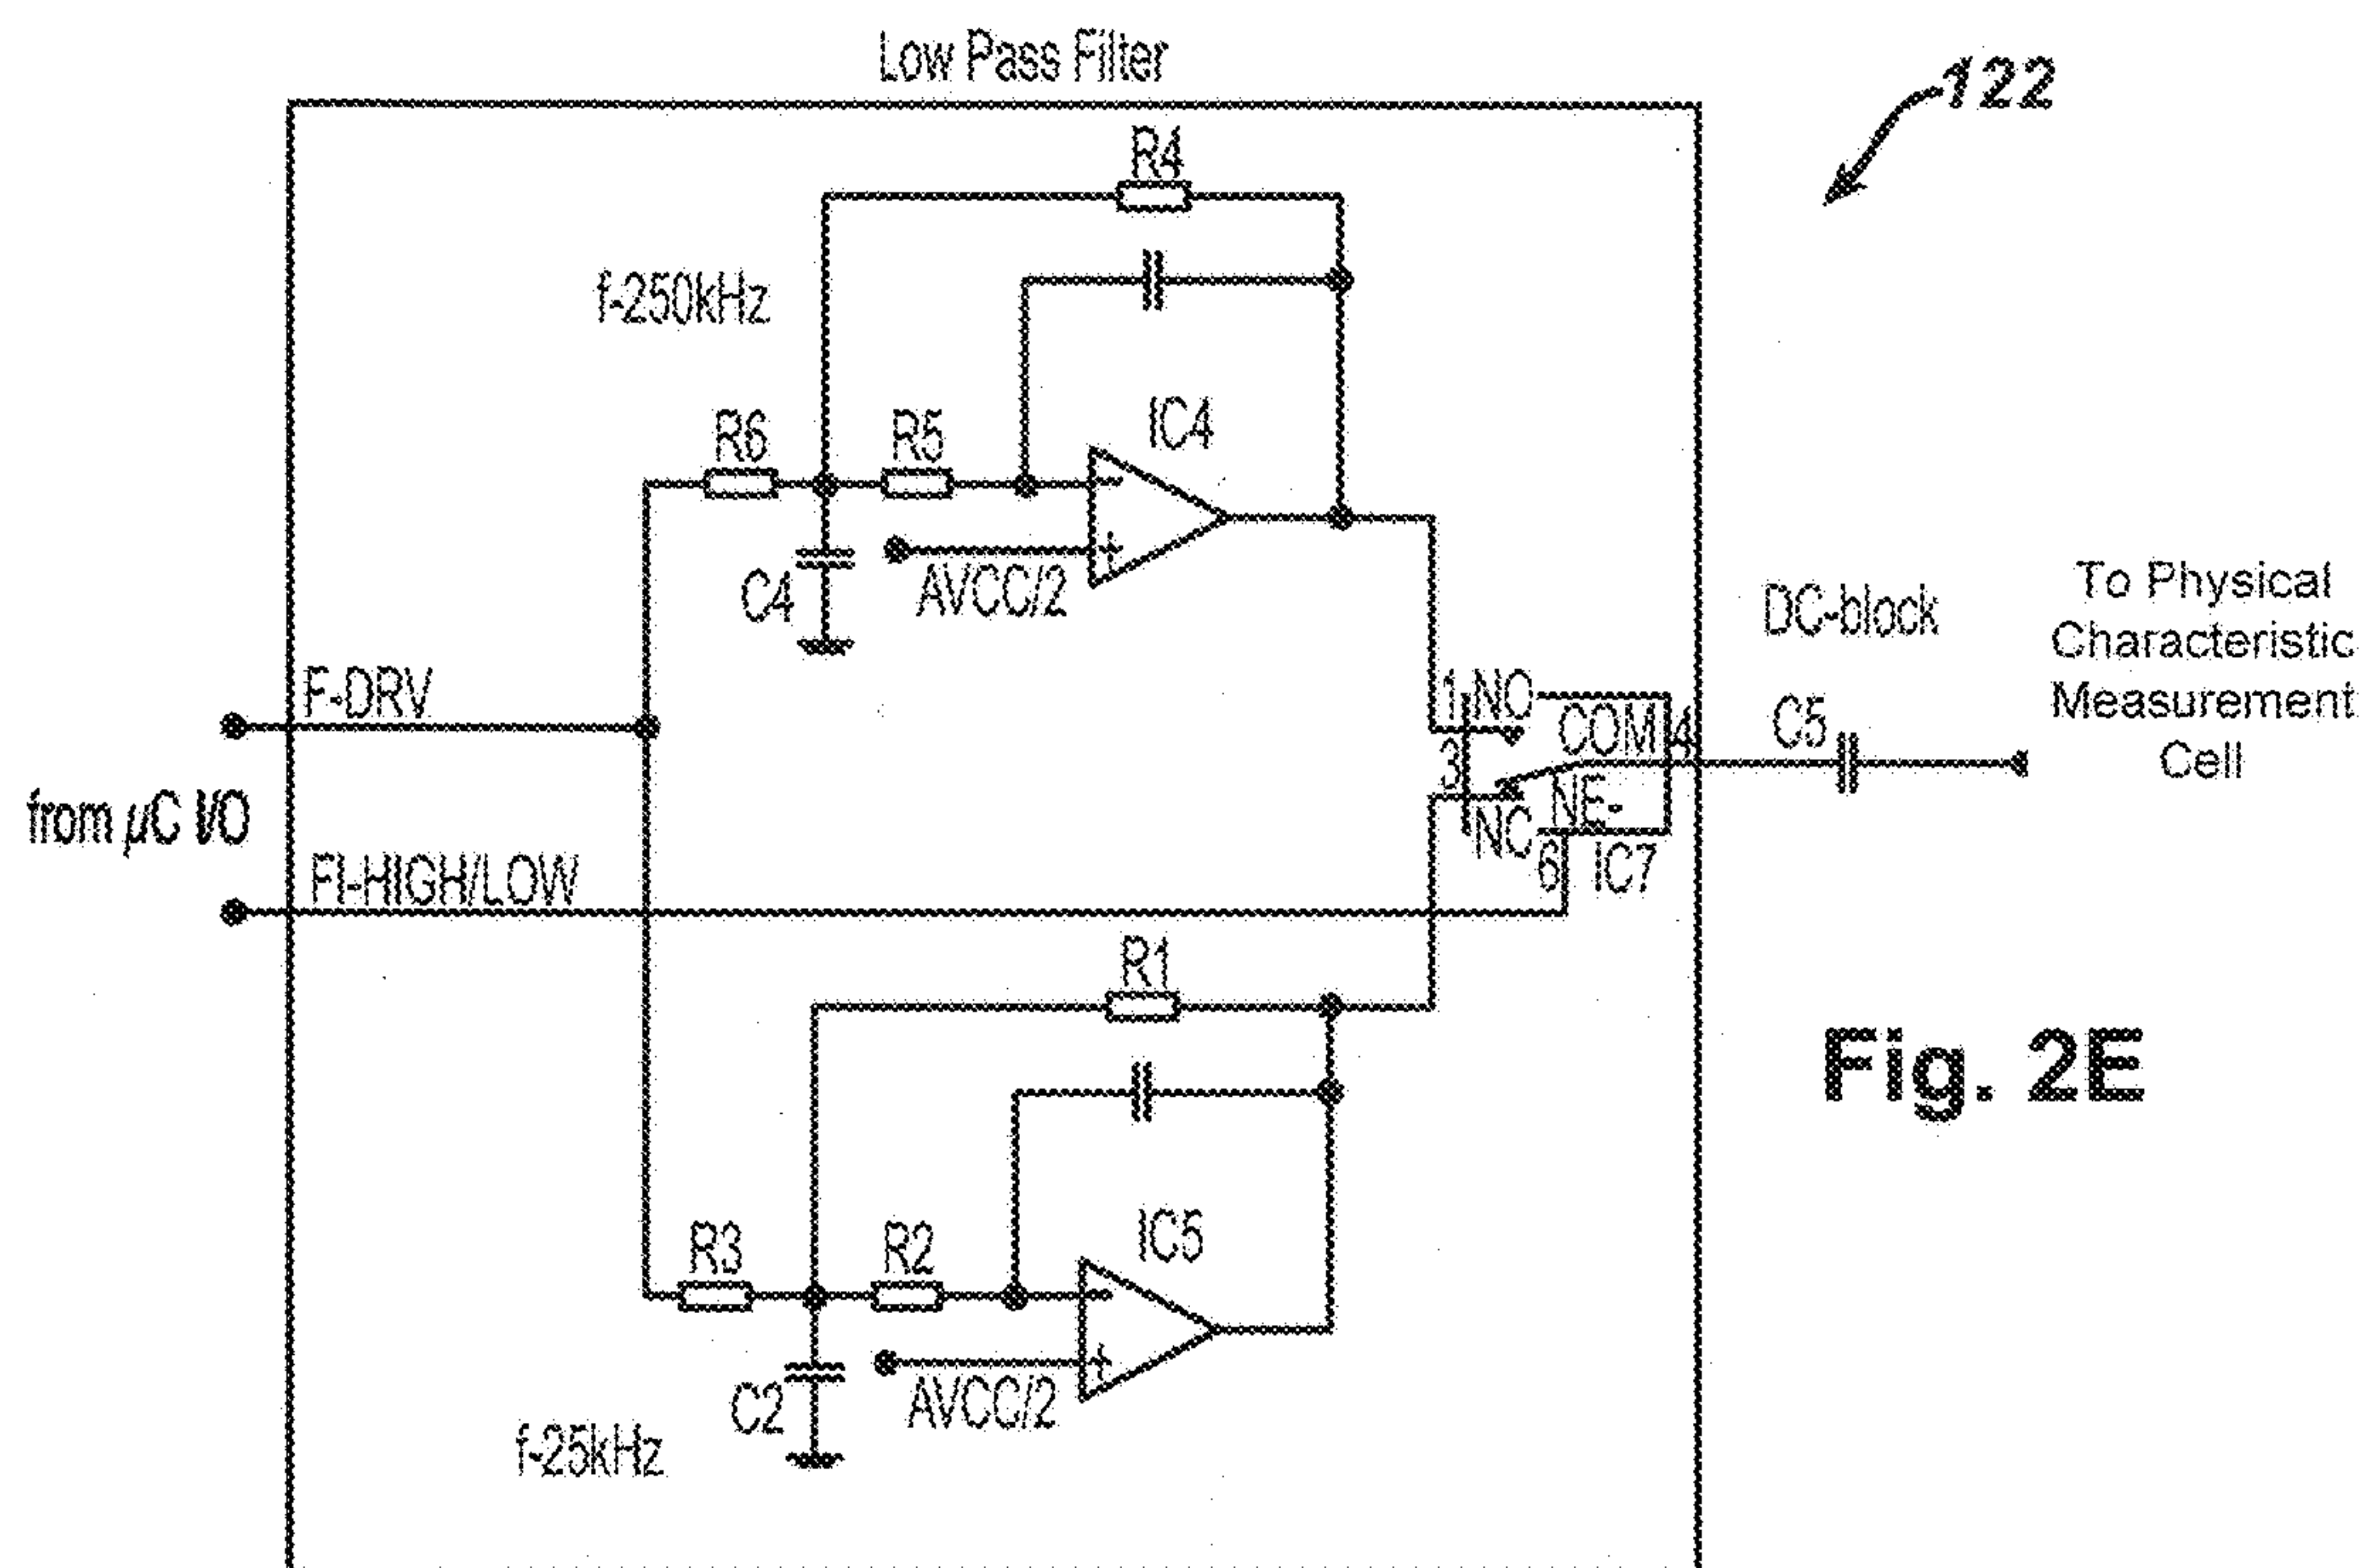 Low Pass Filter
122
R4
f-250kHz
IC4
R6
R5
C4
AVCC/2
DC-block
To Physical
Characteristic
Measurement
Cell
F-DRV
1
NO
COM
4
C5
3
NE-
from µC I/O
NC
6
IC7
FI-HIGH/LOW
R1
Fig. 2E
R3
R2
IC5
C2
AVCC/2
f-25kHz
−
+
−
+